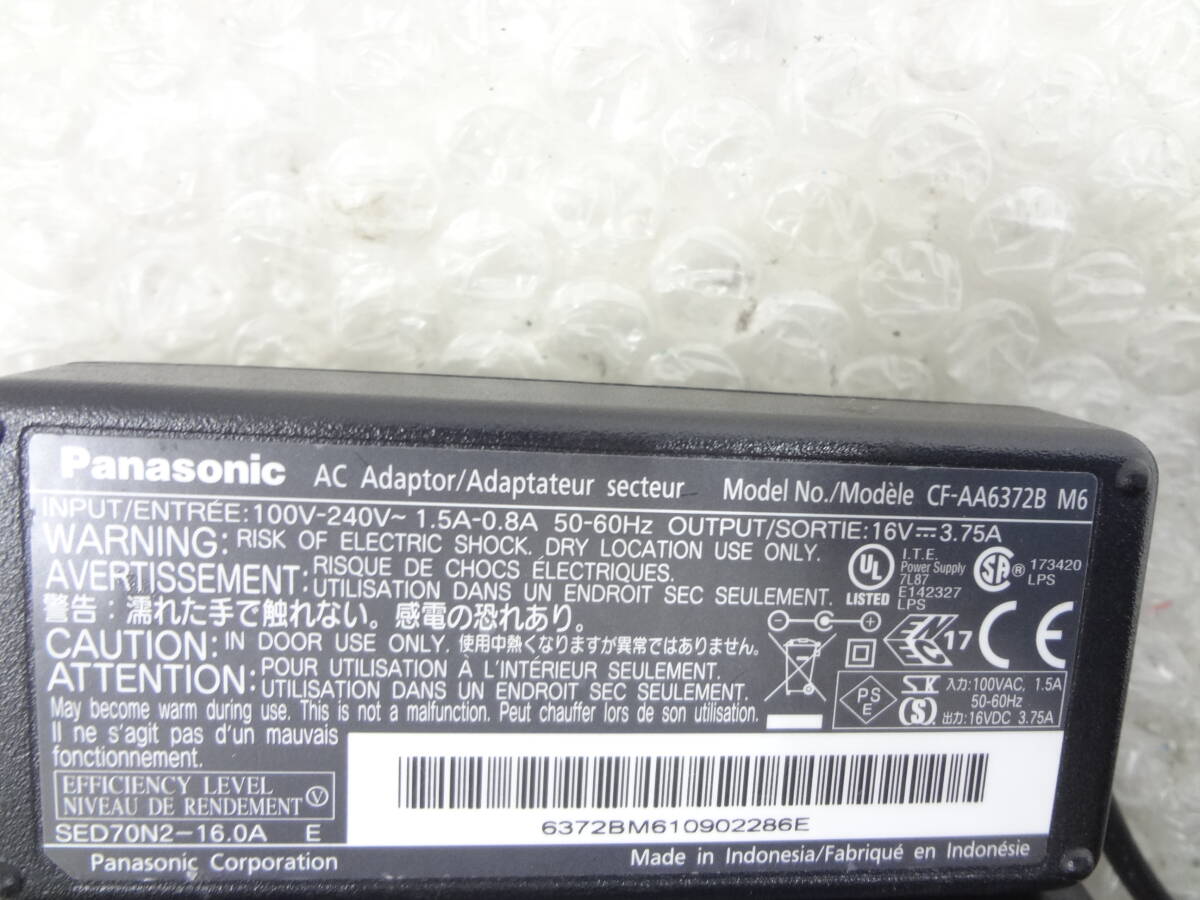 Panasonic AC Adaptor/Adaptateur secteur Model No./Modèle CF-AA6372B M6
INPUT/ENTRÉE:100V-240V~ 1.5A-0.8A 50-60Hz OUTPUT/SORTIE:16V⎓3.75A
WARNING: RISK OF ELECTRIC SHOCK. DRY LOCATION USE ONLY.
AVERTISSEMENT: RISQUE DE CHOCS ÉLECTRIQUES.
UTILISATION DANS UN ENDROIT SEC SEULEMENT.
警告：濡れた手で触れない。感電の恐れあり。
CAUTION: IN DOOR USE ONLY. 使用中熱くなりますが異常ではありません。
ATTENTION: POUR UTILISATION À L'INTÉRIEUR SEULEMENT.
UTILISATION DANS UN ENDROIT SEC SEULEMENT.
May become warm during use. This is not a malfunction. Peut chauffer lors de son utilisation.
Il ne s'agit pas d'un mauvais
fonctionnement.
UL
LISTED
I.T.E.
Power Supply
7L87
E142327
LPS
SA ® 173420
LPS
17
CE
PS
E
SK
(S)
入力:100VAC, 1.5A
50-60Hz
出力:16VDC 3.75A
EFFICIENCY LEVEL
NIVEAU DE RENDEMENT V
SED70N2-16.0A E
6372BM610902286E
Panasonic Corporation
Made in Indonesia/Fabriqué en Indonésie